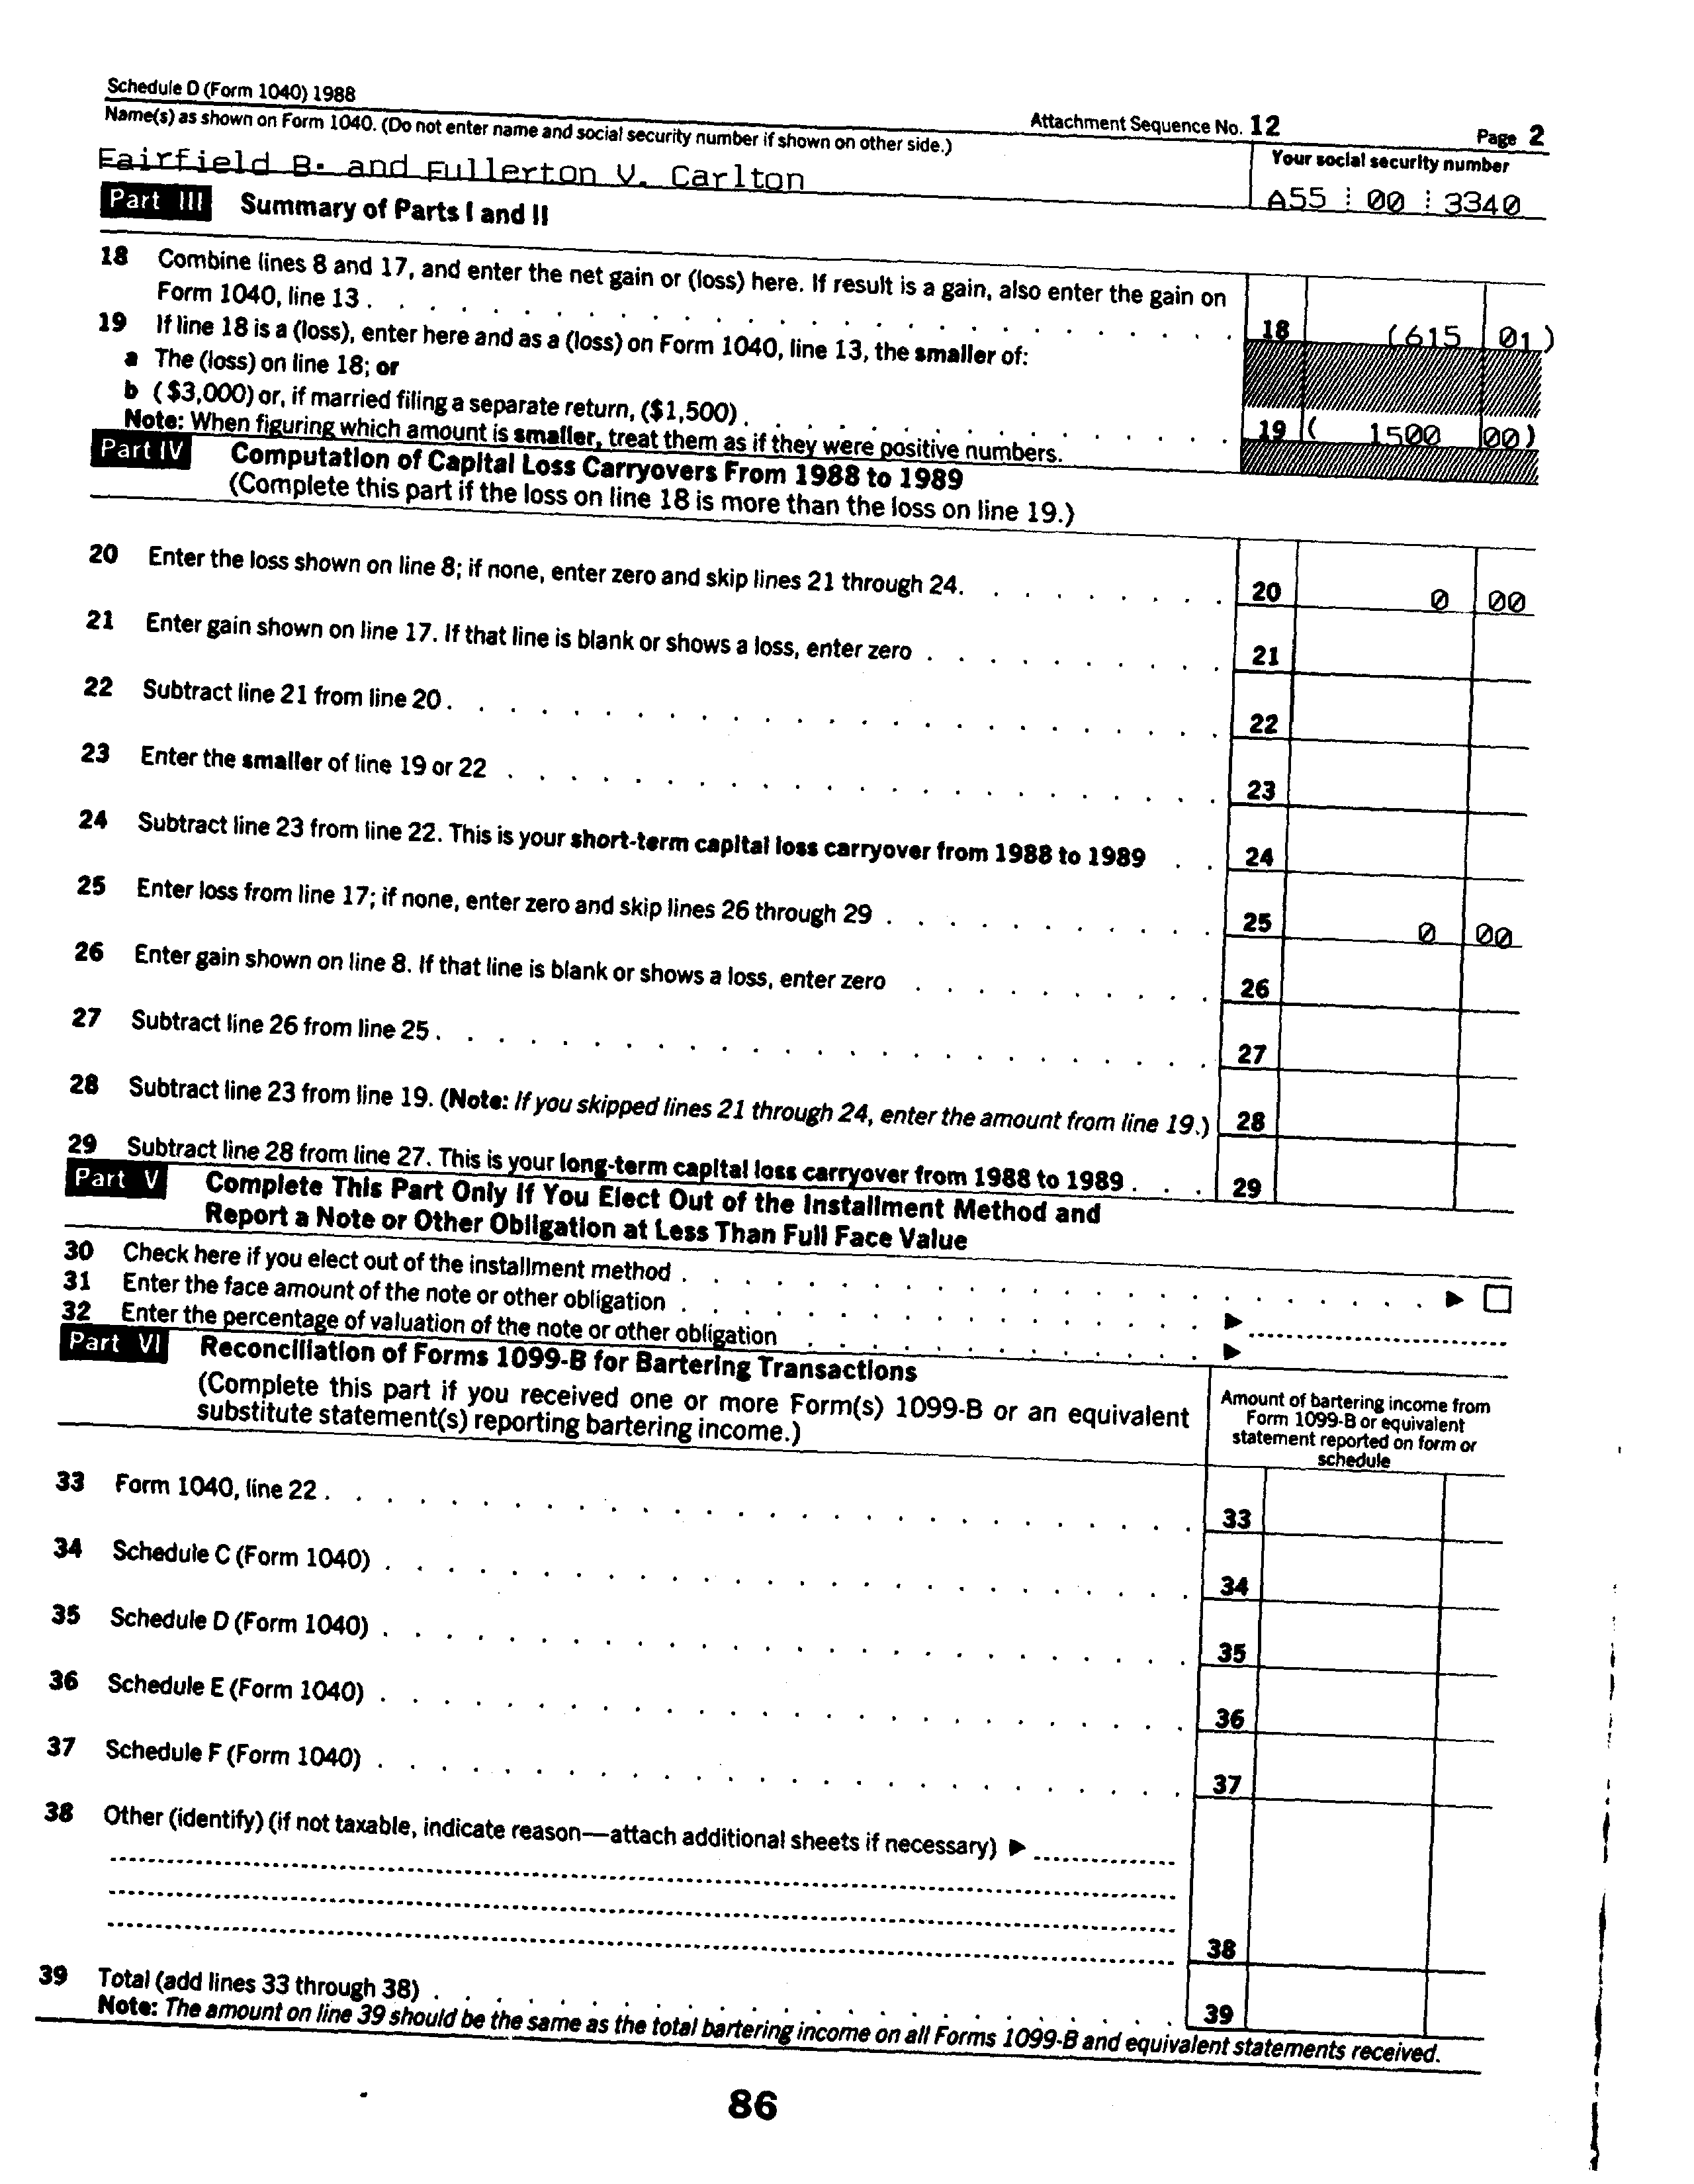 Schedule D (Form 1040) 1988
Attachment Sequence No. 12
Page 2
Name(s) as shown on Form 1040. (Do not enter name and social security number if shown on other side.)
Your social security number
Fairfield B. and Fullerton V. Carlton
A55 00 3340
Part III Summary of Parts I and II
18 Combine lines 8 and 17, and enter the net gain or (loss) here. If result is a gain, also enter the gain on
Form 1040, line 13 . . . 18 (615 01)
19 If line 18 is a (loss), enter here and as a (loss) on Form 1040, line 13, the smaller of:
a The (loss) on line 18; or
b ($3,000) or, if married filing a separate return, ($1,500) . . . 19 ( 1500 00)
Note: When figuring which amount is smaller, treat them as if they were positive numbers.
Part IV Computation of Capital Loss Carryovers From 1988 to 1989
(Complete this part if the loss on line 18 is more than the loss on line 19.)
20 Enter the loss shown on line 8; if none, enter zero and skip lines 21 through 24. . . . 20 0 00
21 Enter gain shown on line 17. If that line is blank or shows a loss, enter zero . . . 21
22 Subtract line 21 from line 20 . . . 22
23 Enter the smaller of line 19 or 22 . . . 23
24 Subtract line 23 from line 22. This is your short-term capital loss carryover from 1988 to 1989 . . 24
25 Enter loss from line 17; if none, enter zero and skip lines 26 through 29 . . . 25 0 00
26 Enter gain shown on line 8. If that line is blank or shows a loss, enter zero . . . 26
27 Subtract line 26 from line 25 . . . 27
28 Subtract line 23 from line 19. (Note: If you skipped lines 21 through 24, enter the amount from line 19.) 28
29 Subtract line 28 from line 27. This is your long-term capital loss carryover from 1988 to 1989 . . . 29
Part V Complete This Part Only If You Elect Out of the Installment Method and
Report a Note or Other Obligation at Less Than Full Face Value
30 Check here if you elect out of the installment method . . . ▶ ☐
31 Enter the face amount of the note or other obligation . . . ▶
32 Enter the percentage of valuation of the note or other obligation . . . ▶
Part VI Reconciliation of Forms 1099-B for Bartering Transactions
(Complete this part if you received one or more Form(s) 1099-B or an equivalent
substitute statement(s) reporting bartering income.)
Amount of bartering income from
Form 1099-B or equivalent
statement reported on form or
schedule
33 Form 1040, line 22 . . . 33
34 Schedule C (Form 1040) . . . 34
35 Schedule D (Form 1040) . . . 35
36 Schedule E (Form 1040) . . . 36
37 Schedule F (Form 1040) . . . 37
38 Other (identify) (if not taxable, indicate reason—attach additional sheets if necessary) ▶
38
39 Total (add lines 33 through 38) . . . 39
Note: The amount on line 39 should be the same as the total bartering income on all Forms 1099-B and equivalent statements received.
86